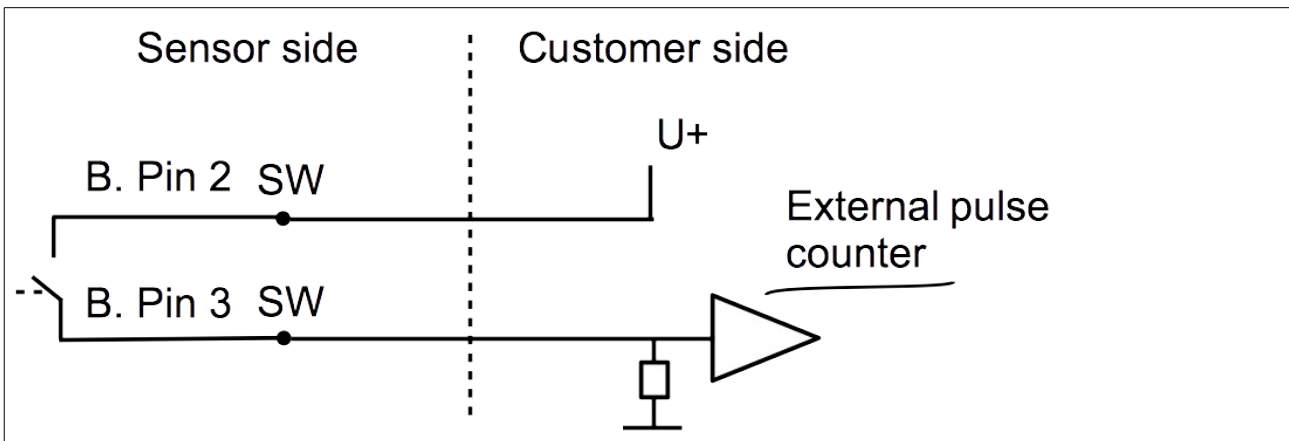 Sensor side
Customer side
U+
B. Pin 2 SW
External pulse
counter
B. Pin 3 SW